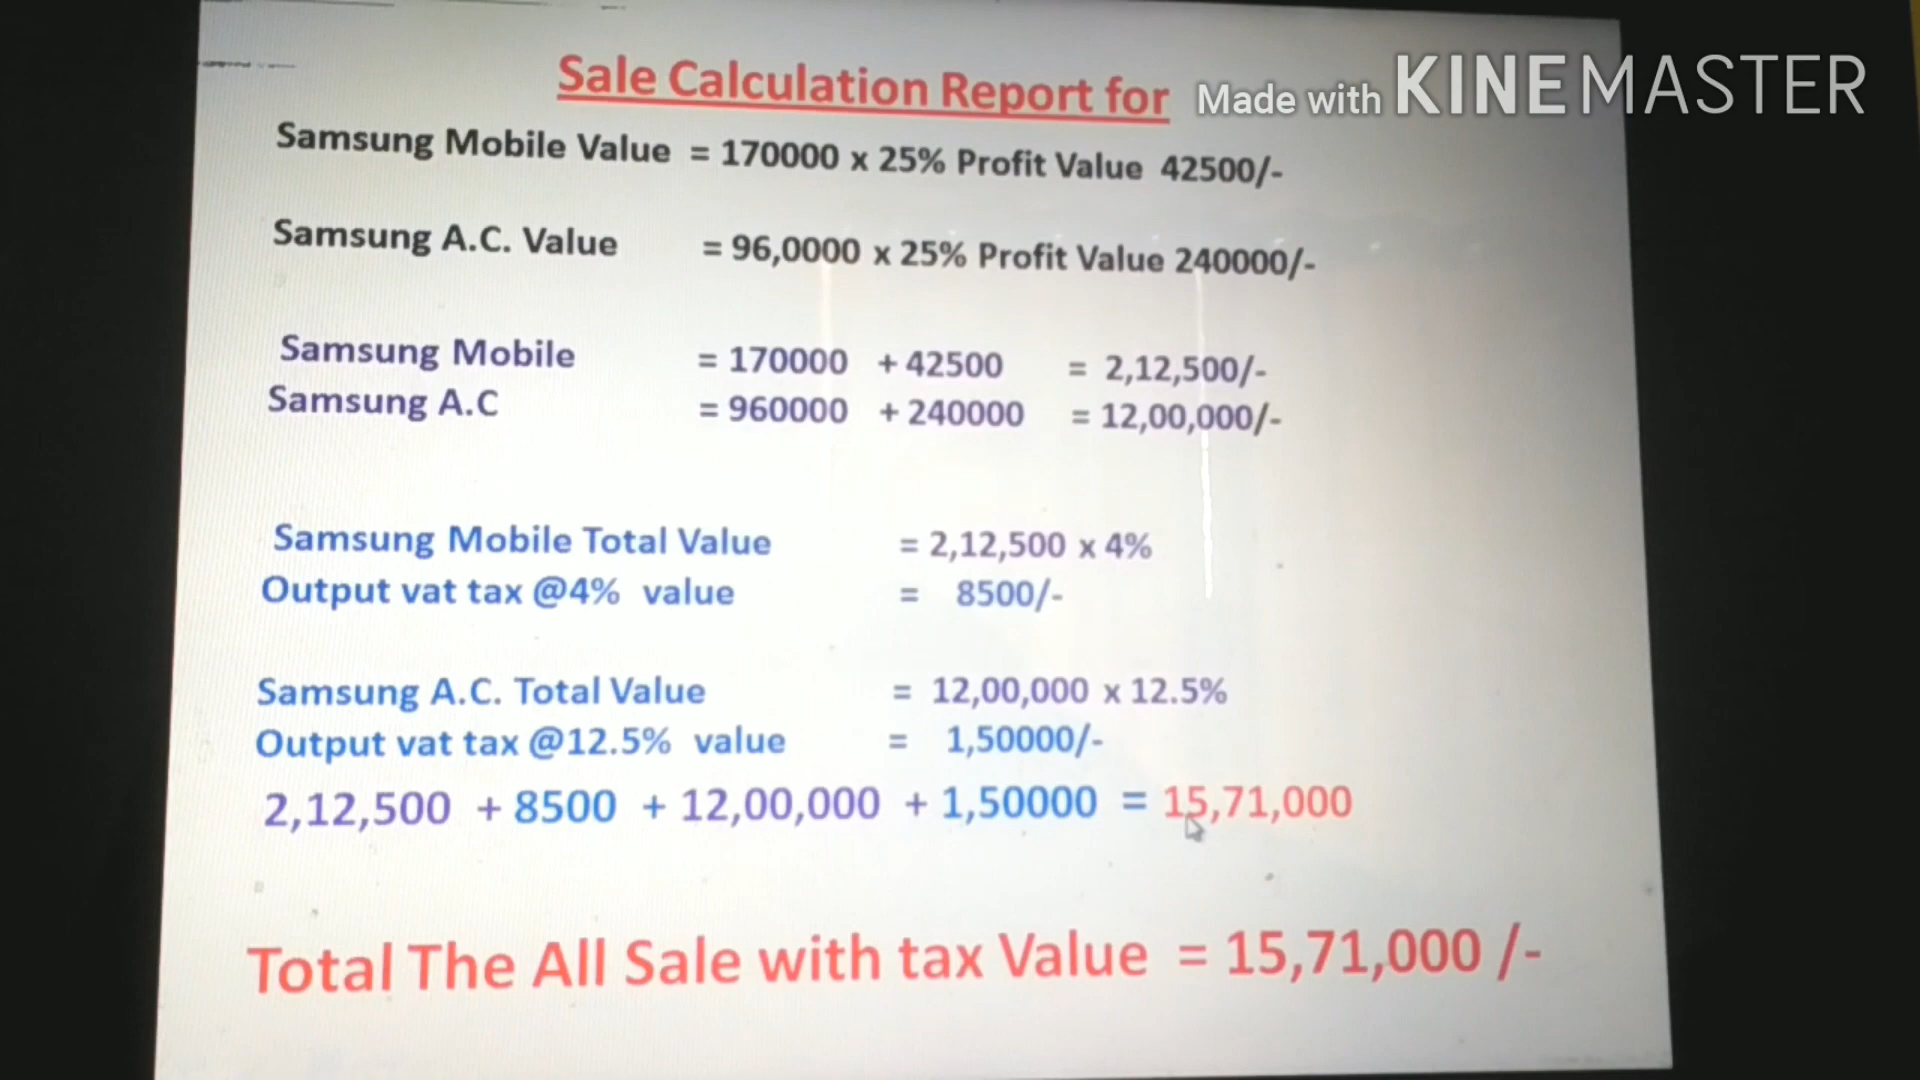 Sale Calculation Report for
Made with KINEMASTER
Samsung Mobile Value = 170000 x 25% Profit Value 42500/-
Samsung A.C. Value = 96,0000 x 25% Profit Value 240000/-
Samsung Mobile = 170000 + 42500 = 2,12,500/-
Samsung A.C = 960000 + 240000 = 12,00,000/-
Samsung Mobile Total Value = 2,12,500 x 4%
Output vat tax @4% value = 8500/-
Samsung A.C. Total Value = 12,00,000 x 12.5%
Output vat tax @12.5% value = 1,50000/-
2,12,500 + 8500 + 12,00,000 + 1,50000 = 15,71,000
Total The All Sale with tax Value = 15,71,000 /-